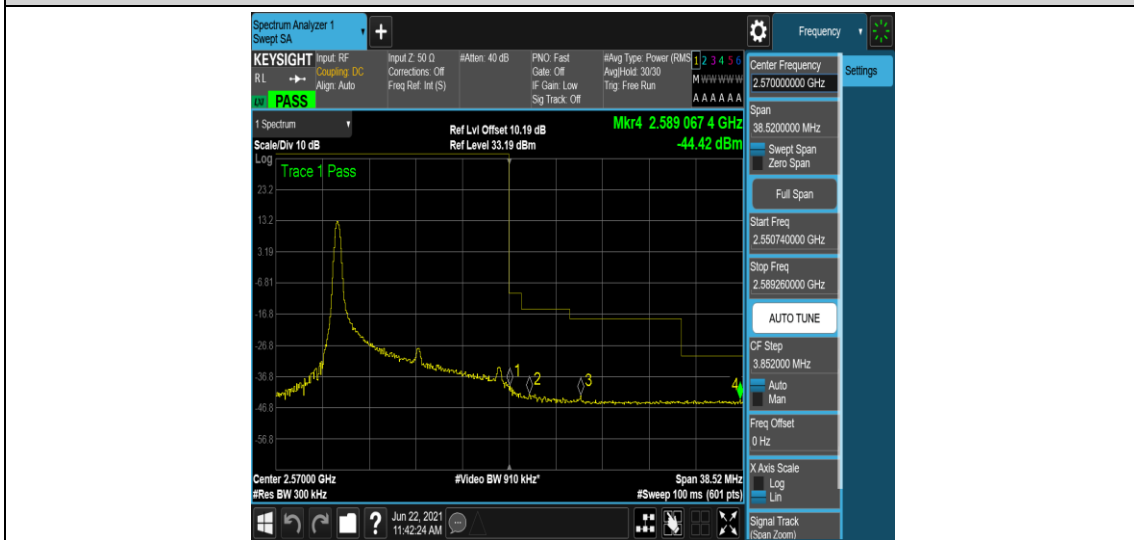 Spectrum Analyzer 1
Swept SA
+
Frequency
KEYSIGHT
RL
PASS
Input: RF
Coupling: DC
Align: Auto
Input Z: 50 Ω
Corrections: Off
Freq Ref: Int (S)
#Atten: 40 dB
PNO: Fast
Gate: Off
IF Gain: Low
Sig Track: Off
#Avg Type: Power (RMS
Avg|Hold: 30/30
Trig: Free Run
1 2 3 4 5 6
M W W W W W
A A A A A A
1 Spectrum
Scale/Div 10 dB
Ref Lvl Offset 10.19 dB
Ref Level 33.19 dBm
Mkr4 2.589 067 4 GHz
-44.42 dBm
Log
Trace 1 Pass
23.2
13.2
3.19
-6.81
-16.8
-26.8
-36.8
-46.8
-56.8
1
2
3
4
Center 2.57000 GHz
#Res BW 300 kHz
#Video BW 910 kHz*
Span 38.52 MHz
#Sweep 100 ms (601 pts)
Center Frequency
2.570000000 GHz
Settings
Span
38.5200000 MHz
Swept Span
Zero Span
Full Span
Start Freq
2.550740000 GHz
Stop Freq
2.589260000 GHz
AUTO TUNE
CF Step
3.852000 MHz
Auto
Man
Freq Offset
0 Hz
X Axis Scale
Log
Lin
Signal Track
(Span Zoom)
?
Jun 22, 2021
11:42:24 AM